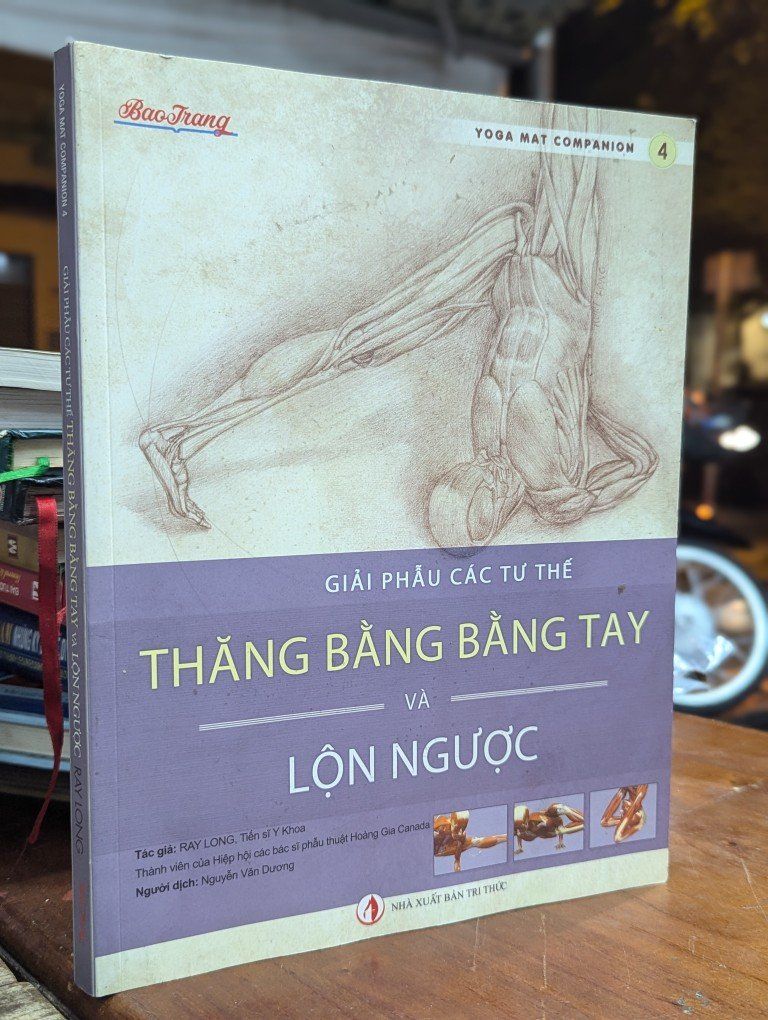 BaoTrang
YOGA MAT COMPANION 4
GIẢI PHẪU CÁC TƯ THẾ
THĂNG BẰNG BẰNG TAY
VÀ
LỘN NGƯỢC
Tác giả: RAY LONG, Tiến sĩ Y Khoa
Thành viên của Hiệp hội các bác sĩ phẫu thuật Hoàng Gia Canada
Người dịch: Nguyễn Văn Dương
NHÀ XUẤT BẢN TRI THỨC
YOGA MAT COMPANION 4
GIẢI PHẪU CÁC TƯ THẾ THĂNG BẰNG BẰNG TAY VÀ LỘN NGƯỢC RAY LONG